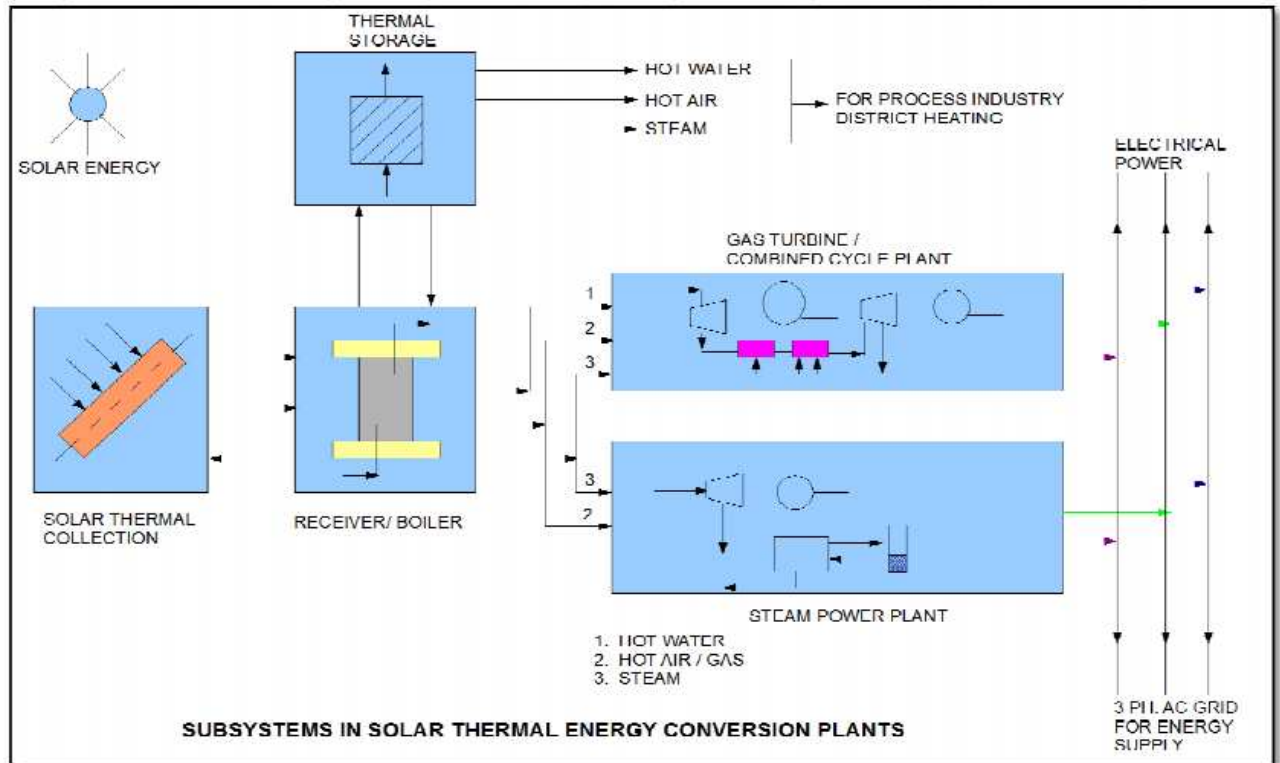 THERMAL
STORAGE
HOT WATER
HOT AIR
STEAM
FOR PROCESS INDUSTRY
DISTRICT HEATING
SOLAR ENERGY
ELECTRICAL
POWER
GAS TURBINE /
COMBINED CYCLE PLANT
1
2
3
3
2
SOLAR THERMAL
COLLECTION
RECEIVER/ BOILER
STEAM POWER PLANT
1. HOT WATER
2. HOT AIR / GAS
3. STEAM
3 PH. AC GRID
FOR ENERGY
SUPPLY
SUBSYSTEMS IN SOLAR THERMAL ENERGY CONVERSION PLANTS